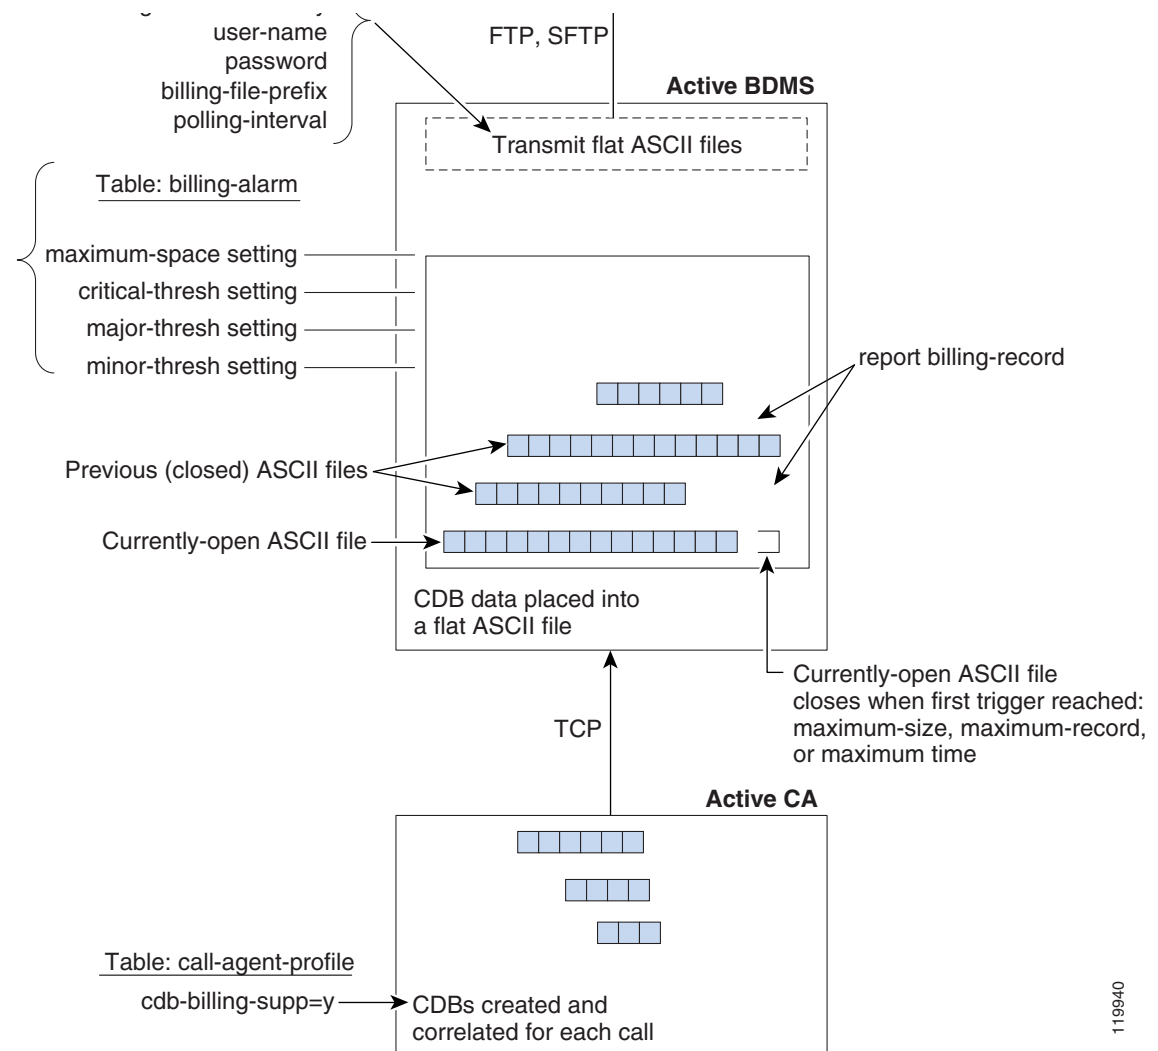 user-name
password
billing-file-prefix
polling-interval
FTP, SFTP
Active BDMS
Transmit flat ASCII files
Table: billing-alarm
maximum-space setting
critical-thresh setting
major-thresh setting
minor-thresh setting
report billing-record
Previous (closed) ASCII files
Currently-open ASCII file
CDB data placed into
a flat ASCII file
Currently-open ASCII file
closes when first trigger reached:
maximum-size, maximum-record,
or maximum time
TCP
Active CA
Table: call-agent-profile
cdb-billing-supp=y
CDBs created and
correlated for each call
119940